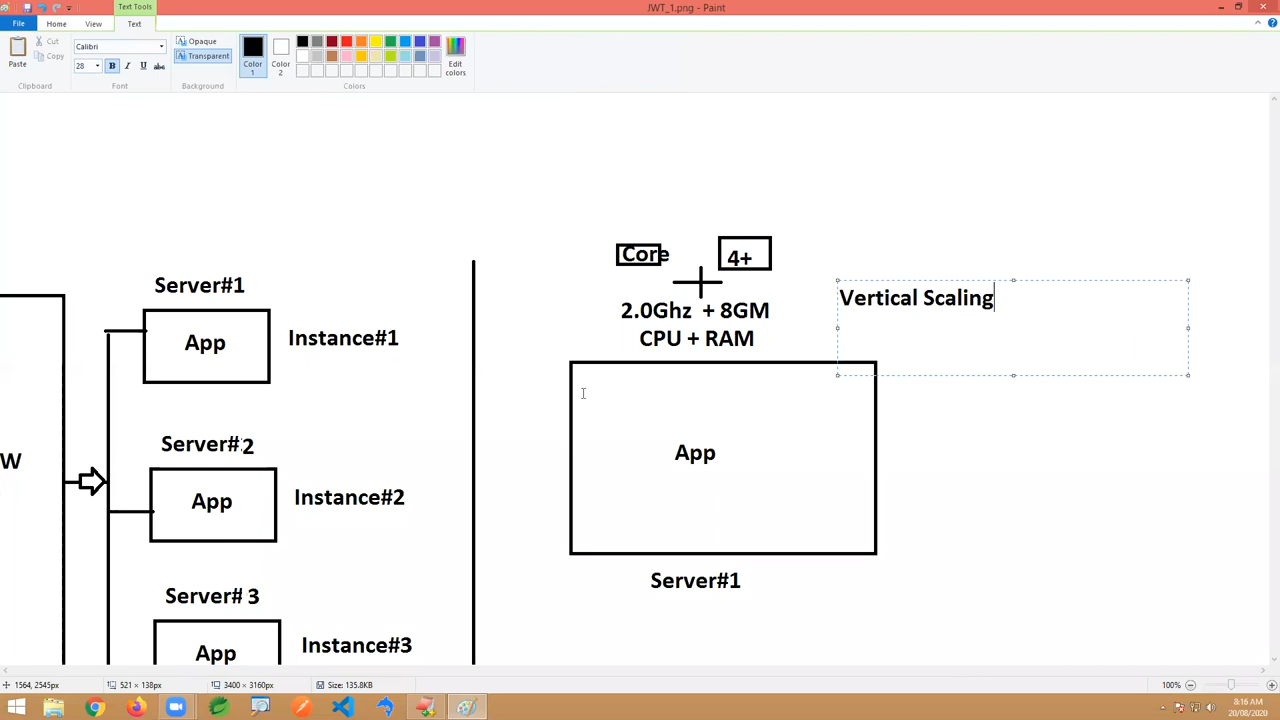 Text Tools
JWT_1.png - Paint
File
Home
View
Text
Paste
Cut
Copy
Clipboard
Calibri
28
B
I
U
abc
Font
Opaque
Transparent
Background
Color
1
Color
2
Edit
colors
Colors
Core
4+
2.0Ghz + 8GM
CPU + RAM
Vertical Scaling
App
Server#1
Server#1
App
Instance#1
Server#2
App
Instance#2
Server# 3
App
Instance#3
W
1564, 2545px
521 × 138px
3400 × 3160px
Size: 135.8KB
100%
8:16 AM
20/08/2020